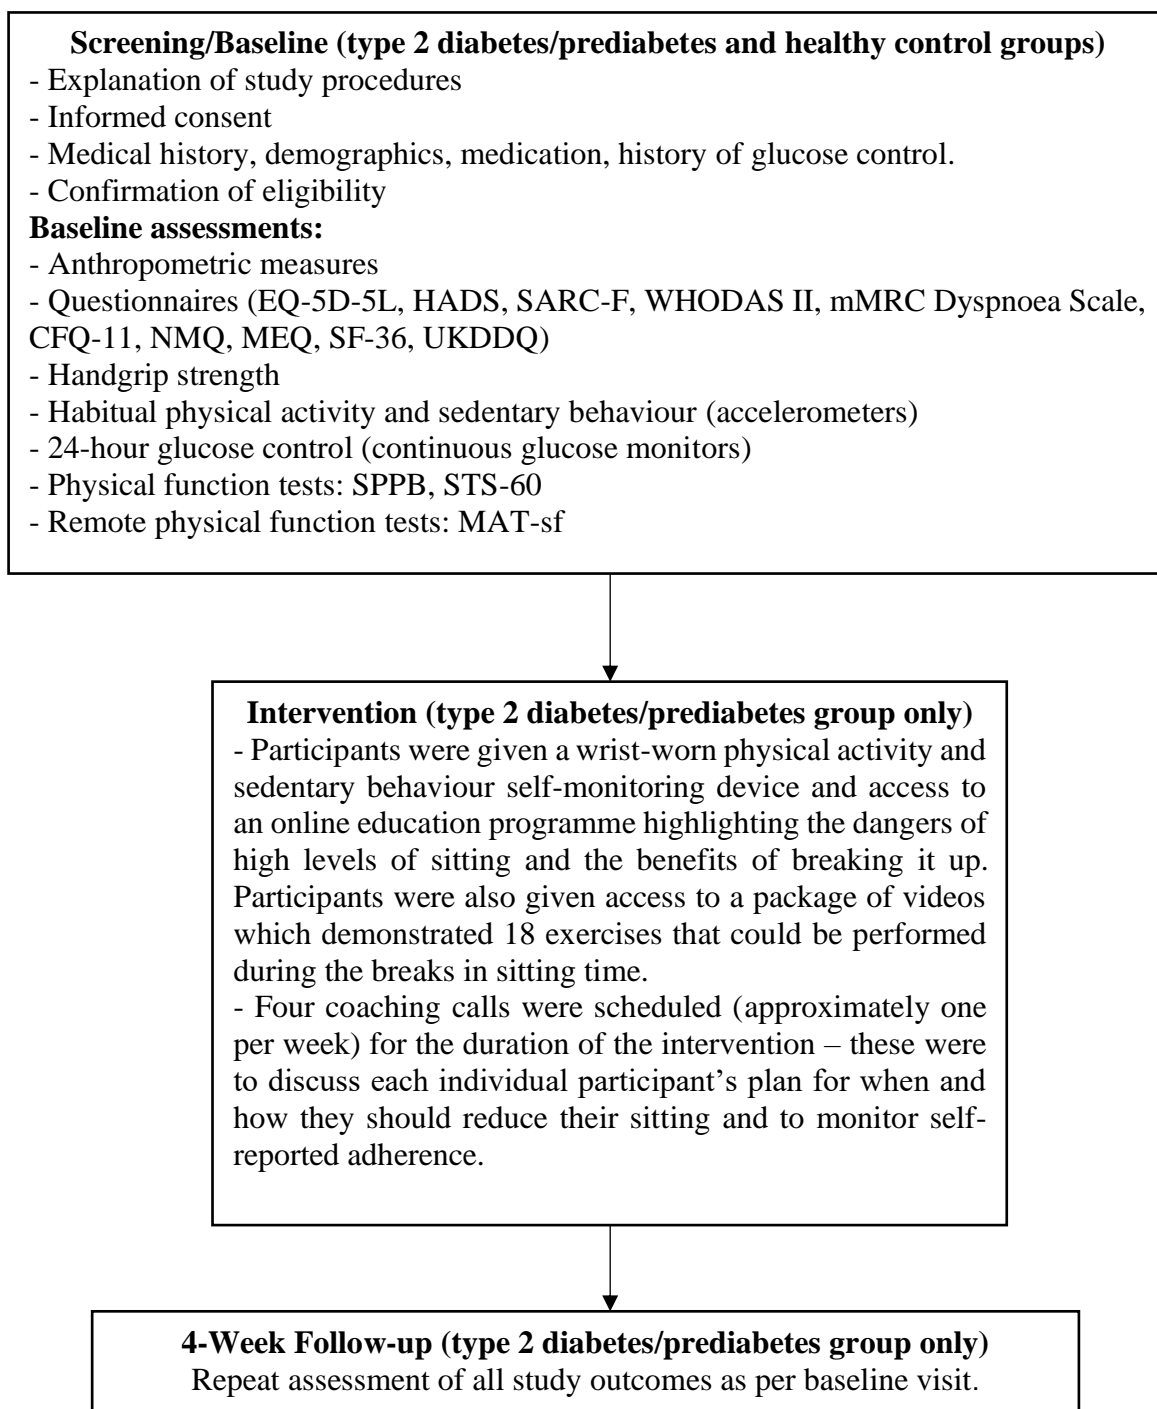 Screening/Baseline (type 2 diabetes/prediabetes and healthy control groups)
- Explanation of study procedures
- Informed consent
- Medical history, demographics, medication, history of glucose control.
- Confirmation of eligibility
Baseline assessments:
- Anthropometric measures
- Questionnaires (EQ-5D-5L, HADS, SARC-F, WHODAS II, mMRC Dyspnoea Scale,
CFQ-11, NMQ, MEQ, SF-36, UKDDQ)
- Handgrip strength
- Habitual physical activity and sedentary behaviour (accelerometers)
- 24-hour glucose control (continuous glucose monitors)
- Physical function tests: SPPB, STS-60
- Remote physical function tests: MAT-sf
Intervention (type 2 diabetes/prediabetes group only)
- Participants were given a wrist-worn physical activity and
sedentary behaviour self-monitoring device and access to
an online education programme highlighting the dangers of
high levels of sitting and the benefits of breaking it up.
Participants were also given access to a package of videos
which demonstrated 18 exercises that could be performed
during the breaks in sitting time.
- Four coaching calls were scheduled (approximately one
per week) for the duration of the intervention – these were
to discuss each individual participant’s plan for when and
how they should reduce their sitting and to monitor self-
reported adherence.
4-Week Follow-up (type 2 diabetes/prediabetes group only)
Repeat assessment of all study outcomes as per baseline visit.